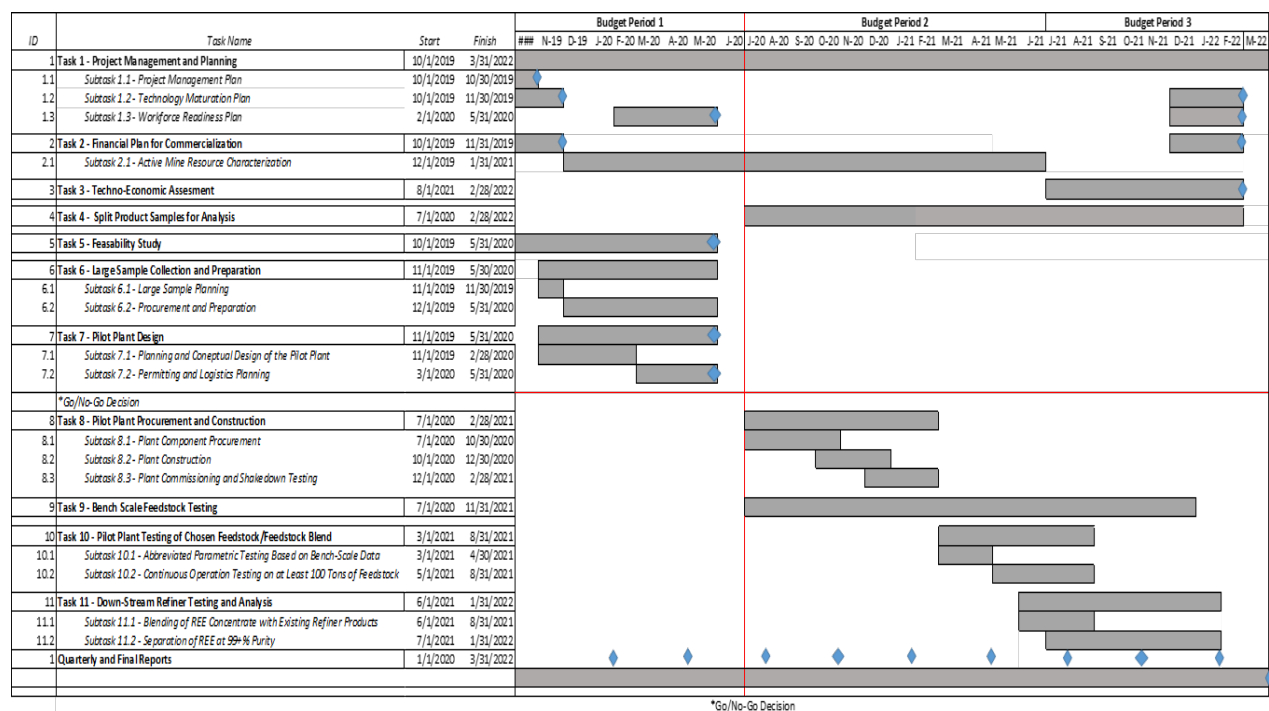 Budget Period 1 Budget Period 2 Budget Period 3
ID Task Name Start Finish ### N-19 D-19 J-20 F-20 M-20 A-20 M-20 J-20 J-20 A-20 S-20 O-20 N-20 D-20 J-21 F-21 M-21 A-21 M-21 J-21 J-21 A-21 S-21 O-21 N-21 D-21 J-22 F-22 M-22
1 Task 1 - Project Management and Planning 10/1/2019 3/31/2022
1.1 Subtask 1.1 - Project Management Plan 10/1/2019 10/30/2019
1.2 Subtask 1.2 - Technology Maturation Plan 10/1/2019 11/30/2019
1.3 Subtask 1.3 - Workforce Readiness Plan 2/1/2020 5/31/2020
2 Task 2 - Financial Plan for Commercialization 10/1/2019 11/31/2019
2.1 Subtask 2.1 - Active Mine Resource Characterization 12/1/2019 1/31/2021
3 Task 3 - Techno-Economic Assesment 8/1/2021 2/28/2022
4 Task 4 - Split Product Samples for Analysis 7/1/2020 2/28/2022
5 Task 5 - Feasability Study 10/1/2019 5/31/2020
6 Task 6 - Large Sample Collection and Preparation 11/1/2019 5/30/2020
6.1 Subtask 6.1 - Large Sample Planning 11/1/2019 11/30/2019
6.2 Subtask 6.2 - Procurement and Preparation 12/1/2019 5/31/2020
7 Task 7 - Pilot Plant Design 11/1/2019 5/31/2020
7.1 Subtask 7.1 - Planning and Coneptual Design of the Pilot Plant 11/1/2019 2/28/2020
7.2 Subtask 7.2 - Permitting and Logistics Planning 3/1/2020 5/31/2020
*Go/No-Go Decision
8 Task 8 - Pilot Plant Procurement and Construction 7/1/2020 2/28/2021
8.1 Subtask 8.1 - Plant Component Procurement 7/1/2020 10/30/2020
8.2 Subtask 8.2 - Plant Construction 10/1/2020 12/30/2020
8.3 Subtask 8.3 - Plant Commissioning and Shakedown Testing 12/1/2020 2/28/2021
9 Task 9 - Bench Scale Feedstock Testing 7/1/2020 11/31/2021
10 Task 10 - Pilot Plant Testing of Chosen Feedstock/Feedstock Blend 3/1/2021 8/31/2021
10.1 Subtask 10.1 - Abbreviated Parametric Testing Based on Bench-Scale Data 3/1/2021 4/30/2021
10.2 Subtask 10.2 - Continuous Operation Testing on at Least 100 Tons of Feedstock 5/1/2021 8/31/2021
11 Task 11 - Down-Stream Refiner Testing and Analysis 6/1/2021 1/31/2022
11.1 Subtask 11.1 - Blending of REE Concentrate with Existing Refiner Products 6/1/2021 8/31/2021
11.2 Subtask 11.2 - Separation of REE at 99+% Purity 7/1/2021 1/31/2022
1 Quarterly and Final Reports 1/1/2020 3/31/2022
*Go/No-Go Decision